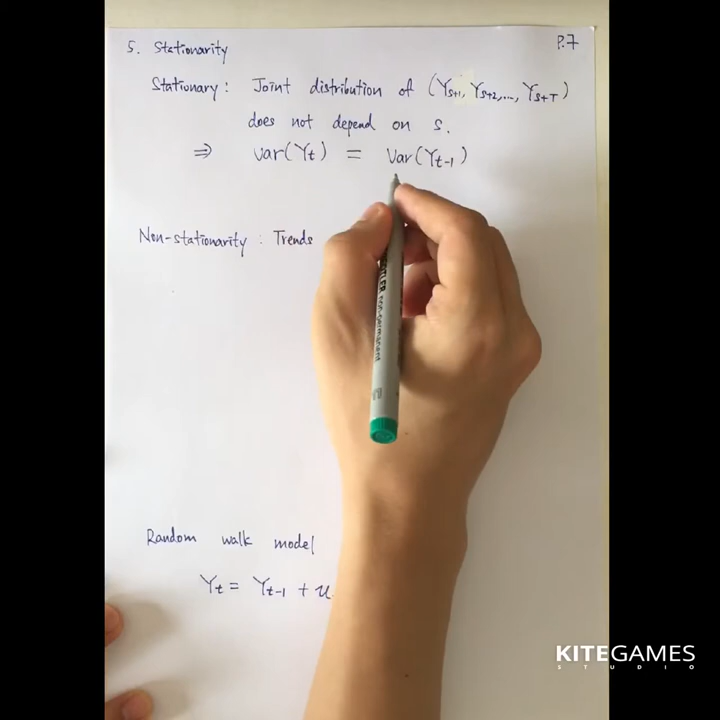 5. Stationarity
P.7
Stationary : Joint distribution of (Ys+1, Ys+2,..., Ys+T)
does not depend on s.
⇒ var(Yt) = Var(Yt-1)
Non-stationarity : Trends
Random walk model
Yt = Yt-1 + u
KITEGAMES
STUDIO